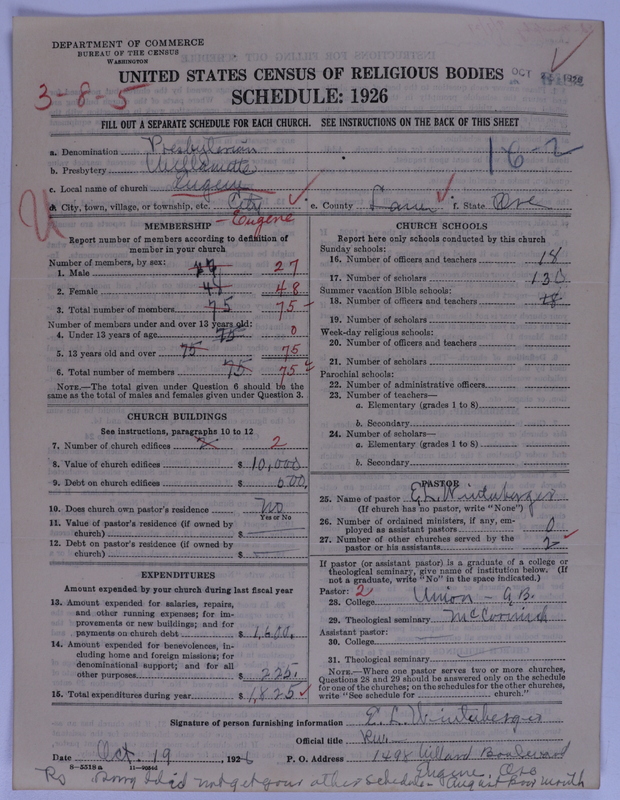 DEPARTMENT OF COMMERCE
BUREAU OF THE CENSUS
WASHINGTON
UNITED STATES CENSUS OF RELIGIOUS BODIES
OCT 1926
SCHEDULE: 1926
3-8-5
FILL OUT A SEPARATE SCHEDULE FOR EACH CHURCH. SEE INSTRUCTIONS ON THE BACK OF THIS SHEET
a. Denomination Presbyterian
16-2
b. Presbytery Willamette
c. Local name of church Eugene
d. City, town, village, or township, etc. City e. County Lane f. State Ore
- Eugene
MEMBERSHIP
Report number of members according to definition of
member in your church
Number of members, by sex:
1. Male 27
2. Female 48 48
3. Total number of members 75 75
Number of members under and over 13 years old:
4. Under 13 years of age 75 0
5. 13 years old and over 75 75
6. Total number of members 75 75
NOTE.—The total given under Question 6 should be the
same as the total of males and females given under Question 3.
CHURCH BUILDINGS
See instructions, paragraphs 10 to 12
7. Number of church edifices 2 2
8. Value of church edifices $ 10,000
9. Debt on church edifices $ 600.
10. Does church own pastor's residence No
Yes or No
11. Value of pastor's residence (if owned by
church) $
12. Debt on pastor's residence (if owned by
church) $
EXPENDITURES
Amount expended by your church during last fiscal year
13. Amount expended for salaries, repairs,
and other running expenses; for im-
provements or new buildings; and for
payments on church debt $ 1,600.
14. Amount expended for benevolences, in-
cluding home and foreign missions; for
denominational support; and for all
other purposes $ 225.
15. Total expenditures during year $ 1,825
CHURCH SCHOOLS
Report here only schools conducted by this church
Sunday schools:
16. Number of officers and teachers 18
17. Number of scholars 130
Summer vacation Bible schools:
18. Number of officers and teachers 18
19. Number of scholars
Week-day religious schools:
20. Number of officers and teachers
21. Number of scholars
Parochial schools:
22. Number of administrative officers
23. Number of teachers—
a. Elementary (grades 1 to 8)
b. Secondary
24. Number of scholars—
a. Elementary (grades 1 to 8)
b. Secondary
PASTOR
25. Name of pastor E. L. Winterberger
(If church has no pastor, write "None")
26. Number of ordained ministers, if any, em-
ployed as assistant pastors 0
27. Number of other churches served by the
pastor or his assistants 2
If pastor (or assistant pastor) is a graduate of a college or
theological seminary, give name of institution below. (If
not a graduate, write "No" in the space indicated.)
Pastor: 2
28. College Union - A.B.
29. Theological seminary McCormick
Assistant pastor:
30. College
31. Theological seminary
NOTE.—Where one pastor serves two or more churches,
Questions 28 and 29 should be answered only on the schedule
for one of the churches; on the schedules for the other churches,
write "See schedule for church."
Signature of person furnishing information E. L. Winterberger
Official title Rev.
Date Oct. 19, 1926 P. O. Address 1498 Villard Boulevard
8—5518a 11—9034d Eugene, Ore
Sorry I did not get your other schedule -